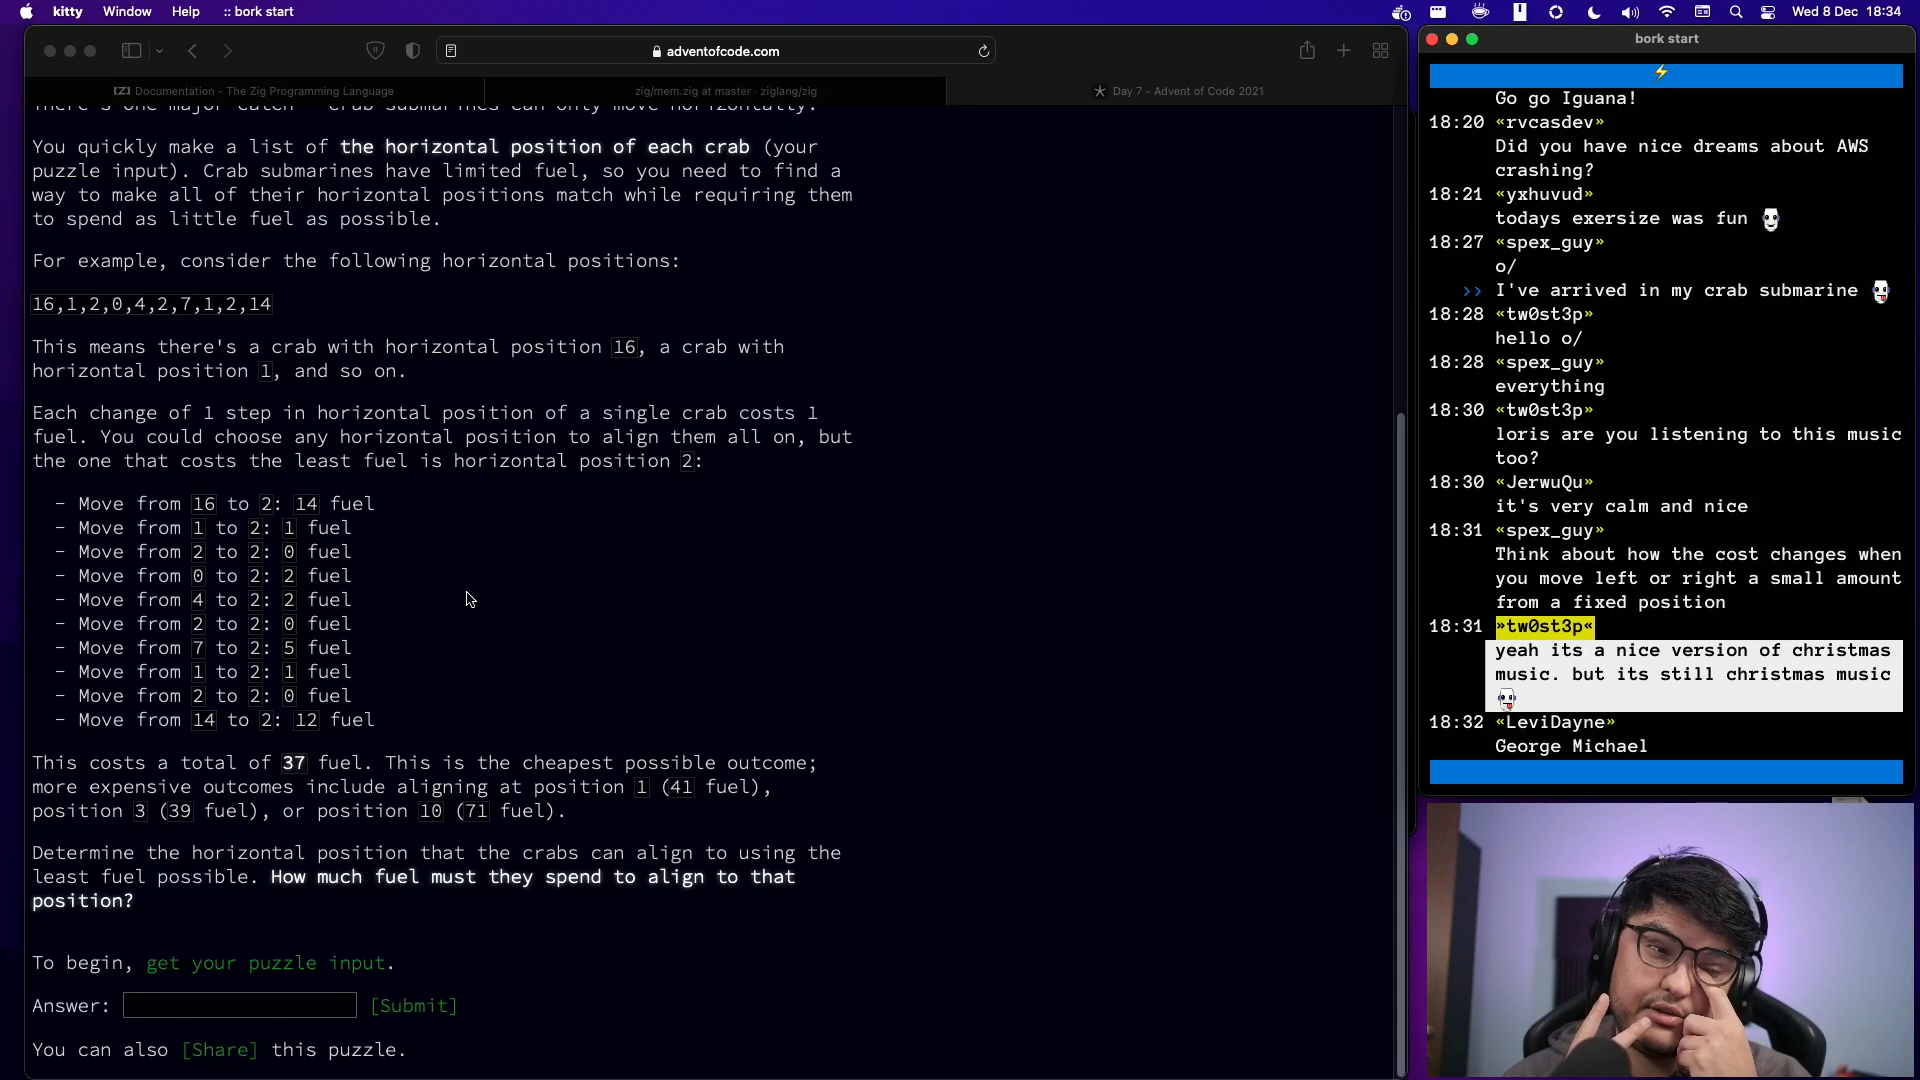 kitty Window Help :: bork start
Wed 8 Dec 18:34
adventofcode.com
Documentation - The Zig Programming Language
zig/mem.zig at master · ziglang/zig
Day 7 - Advent of Code 2021
There's one major catch - crab submarines can only move horizontally.
You quickly make a list of the horizontal position of each crab (your
puzzle input). Crab submarines have limited fuel, so you need to find a
way to make all of their horizontal positions match while requiring them
to spend as little fuel as possible.
For example, consider the following horizontal positions:
16,1,2,0,4,2,7,1,2,14
This means there's a crab with horizontal position 16, a crab with
horizontal position 1, and so on.
Each change of 1 step in horizontal position of a single crab costs 1
fuel. You could choose any horizontal position to align them all on, but
the one that costs the least fuel is horizontal position 2:
- Move from 16 to 2: 14 fuel
- Move from 1 to 2: 1 fuel
- Move from 2 to 2: 0 fuel
- Move from 0 to 2: 2 fuel
- Move from 4 to 2: 2 fuel
- Move from 2 to 2: 0 fuel
- Move from 7 to 2: 5 fuel
- Move from 1 to 2: 1 fuel
- Move from 2 to 2: 0 fuel
- Move from 14 to 2: 12 fuel
This costs a total of 37 fuel. This is the cheapest possible outcome;
more expensive outcomes include aligning at position 1 (41 fuel),
position 3 (39 fuel), or position 10 (71 fuel).
Determine the horizontal position that the crabs can align to using the
least fuel possible. How much fuel must they spend to align to that
position?
To begin, get your puzzle input.
Answer: [Submit]
You can also [Share] this puzzle.
bork start
Go go Iguana!
18:20 «rvcasdev»
Did you have nice dreams about AWS
crashing?
18:21 «yxhuvud»
todays exersize was fun
18:27 «spex_guy»
o/
>> I've arrived in my crab submarine
18:28 «tw0st3p»
hello o/
18:28 «spex_guy»
everything
18:30 «tw0st3p»
loris are you listening to this music
too?
18:30 «JerwuQu»
it's very calm and nice
18:31 «spex_guy»
Think about how the cost changes when
you move left or right a small amount
from a fixed position
18:31 »tw0st3p«
yeah its a nice version of christmas
music. but its still christmas music
18:32 «LeviDayne»
George Michael